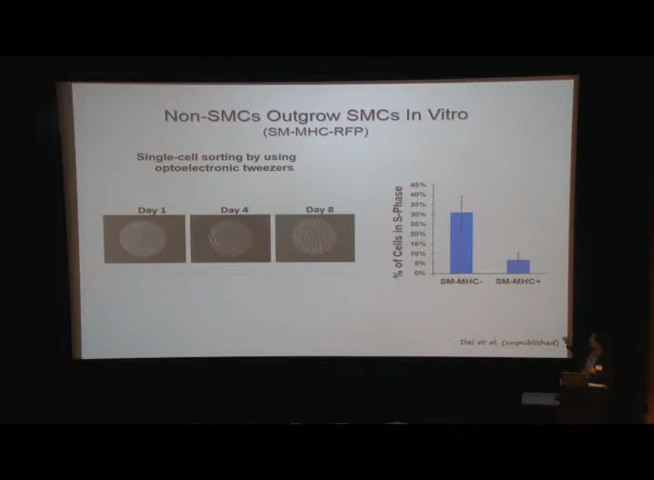 Non-SMCs Outgrow SMCs In Vitro
(SM-MHC-RFP)
Single-cell sorting by using
optoelectronic tweezers
Day 1
Day 4
Day 8
% of Cells in S-Phase
45%
40%
35%
30%
25%
20%
15%
10%
5%
0%
SM-MHC-
SM-MHC+
Dai et al. (unpublished)